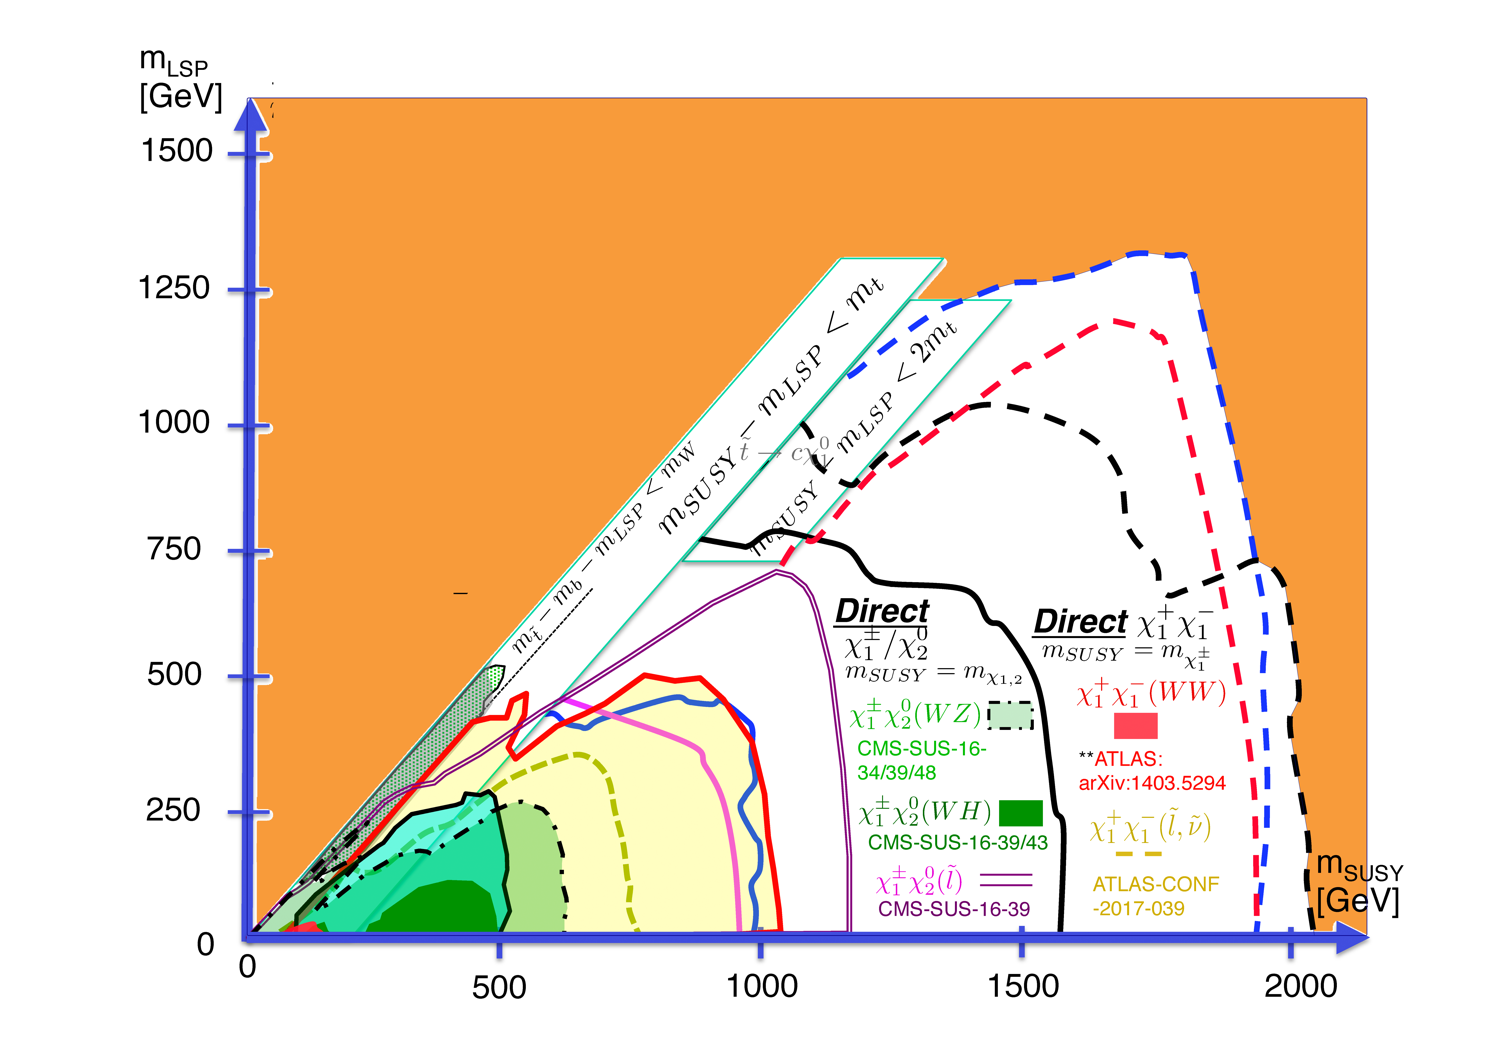 m_LSP
[GeV]
1500
1250
1000
750
500
250
0
0
500
1000
1500
2000
m_SUSY
[GeV]
m_SUSY − m_LSP < m_t
m_SUSY − m_LSP < 2m_t
m_t̃ − m_b − m_LSP < m_W
t̃ → cχ₁⁰
Direct
χ₁±/χ₂⁰
m_SUSY = m_χ₁,₂
χ₁±χ₂⁰(WZ)
CMS-SUS-16-
34/39/48
χ₁±χ₂⁰(WH)
CMS-SUS-16-39/43
χ₁±χ₂⁰(l̃)
CMS-SUS-16-39
Direct χ₁⁺χ₁⁻
m_SUSY = m_χ₁±
χ₁⁺χ₁⁻(WW)
**ATLAS:
arXiv:1403.5294
χ₁⁺χ₁⁻(l̃, ν̃)
ATLAS-CONF
-2017-039